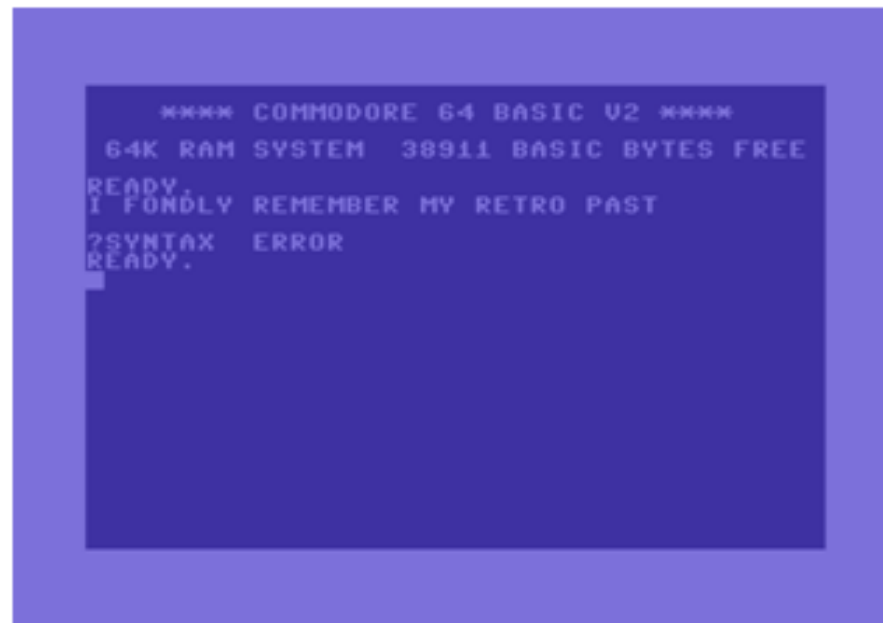 **** COMMODORE 64 BASIC V2 ****
64K RAM SYSTEM  38911 BASIC BYTES FREE
READY.
I FONDLY REMEMBER MY RETRO PAST
?SYNTAX  ERROR
READY.